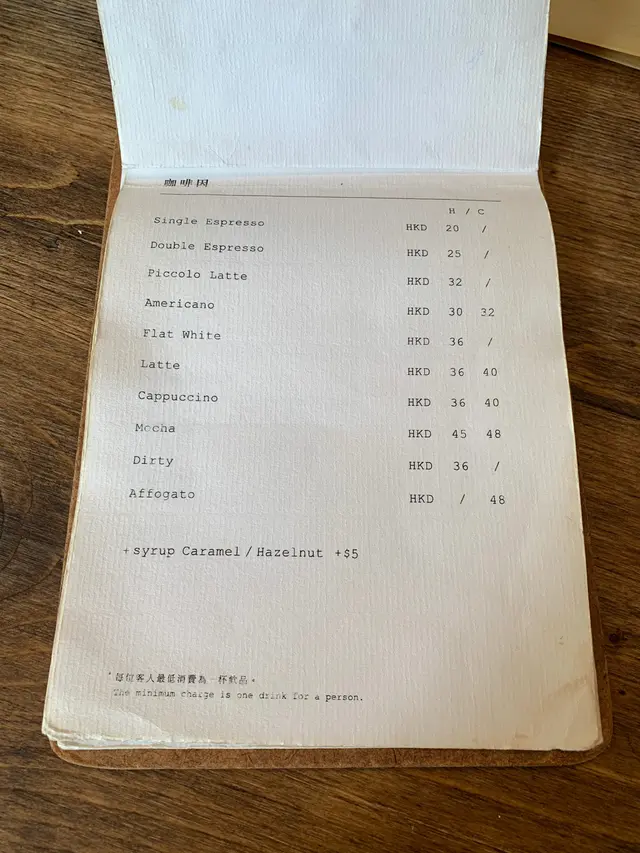 咖啡因
H / C
Single Espresso HKD 20 /
Double Espresso HKD 25 /
Piccolo Latte HKD 32 /
Americano HKD 30 32
Flat White HKD 36 /
Latte HKD 36 40
Cappuccino HKD 36 40
Mocha HKD 45 48
Dirty HKD 36 /
Affogato HKD / 48
+ syrup Caramel / Hazelnut +$5
*每位客人最低消費為一杯飲品。
The minimum charge is one drink for a person.